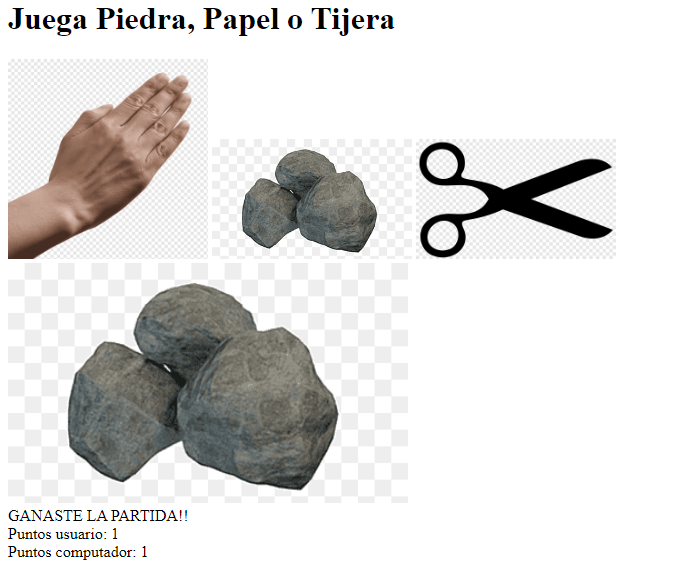 Juega Piedra, Papel o Tijera
GANASTE LA PARTIDA!!
Puntos usuario: 1
Puntos computador: 1